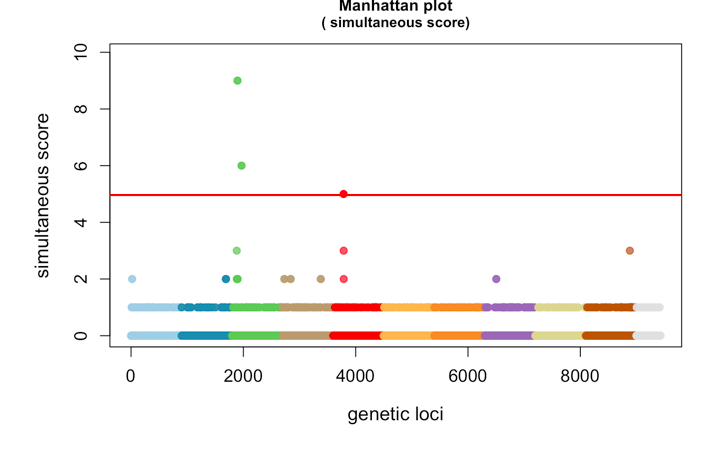 Manhattan plot
( simultaneous score)
simultaneous score
10
8
6
4
2
0
0 2000 4000 6000 8000
genetic loci